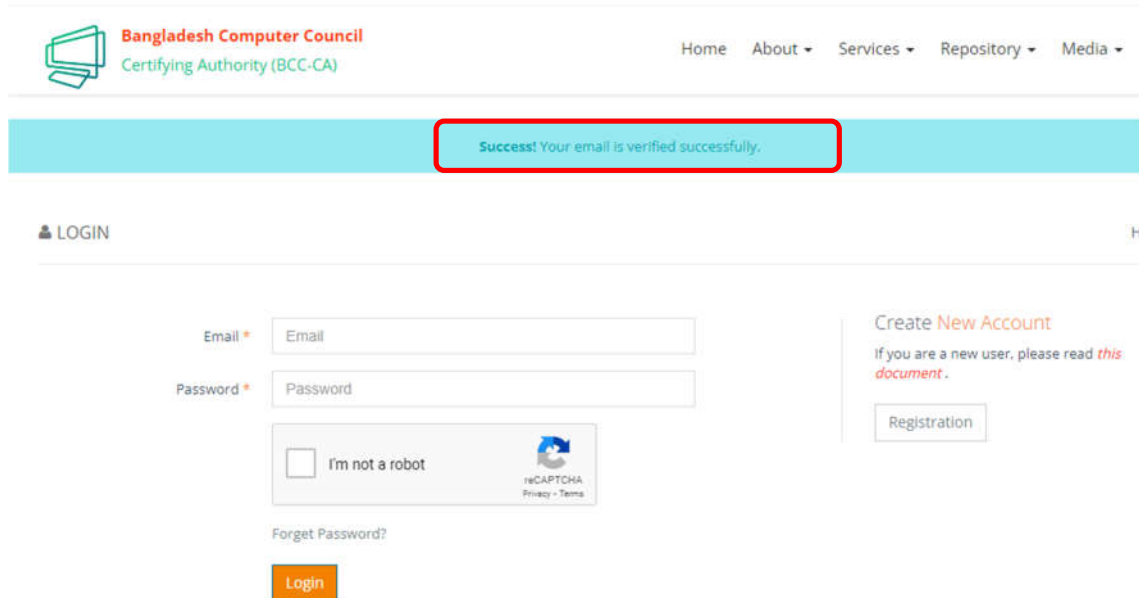 Bangladesh Computer Council
Certifying Authority (BCC-CA)
Home About Services Repository Media
Success! Your email is verified successfully.
LOGIN
H
Email *
Email
Password *
Password
I'm not a robot
reCAPTCHA
Privacy - Terms
Forget Password?
Login
Create New Account
If you are a new user, please read this
document .
Registration